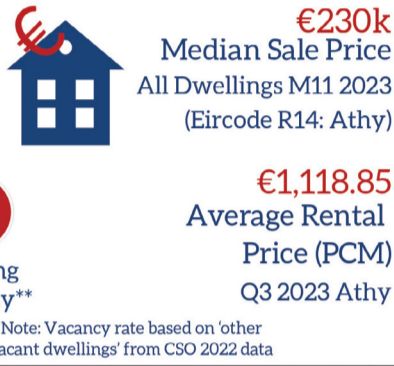 €
€230k
Median Sale Price
All Dwellings M11 2023
(Eircode R14: Athy)
€1,118.85
Average Rental
Price (PCM)
Q3 2023 Athy
ng
y**
Note: Vacancy rate based on 'other
acant dwellings' from CSO 2022 data